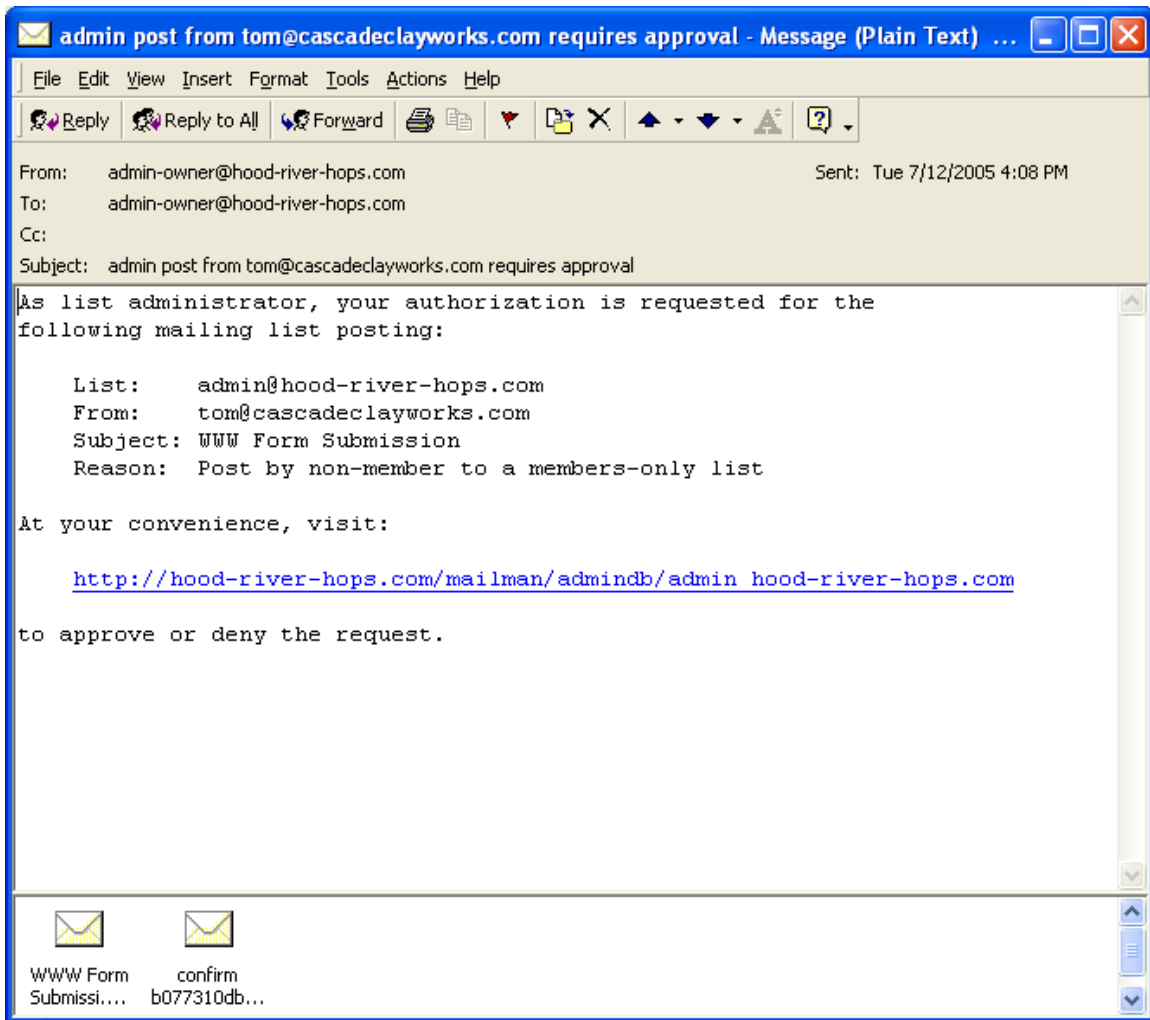 admin post from tom@cascadeclayworks.com requires approval - Message (Plain Text) ...
File Edit View Insert Format Tools Actions Help
Reply Reply to All Forward
From: admin-owner@hood-river-hops.com Sent: Tue 7/12/2005 4:08 PM
To: admin-owner@hood-river-hops.com
Cc:
Subject: admin post from tom@cascadeclayworks.com requires approval
As list administrator, your authorization is requested for the
following mailing list posting:
List: admin@hood-river-hops.com
From: tom@cascadeclayworks.com
Subject: WWW Form Submission
Reason: Post by non-member to a members-only list
At your convenience, visit:
http://hood-river-hops.com/mailman/admindb/admin_hood-river-hops.com
to approve or deny the request.
WWW Form confirm
Submissi.... b077310db...